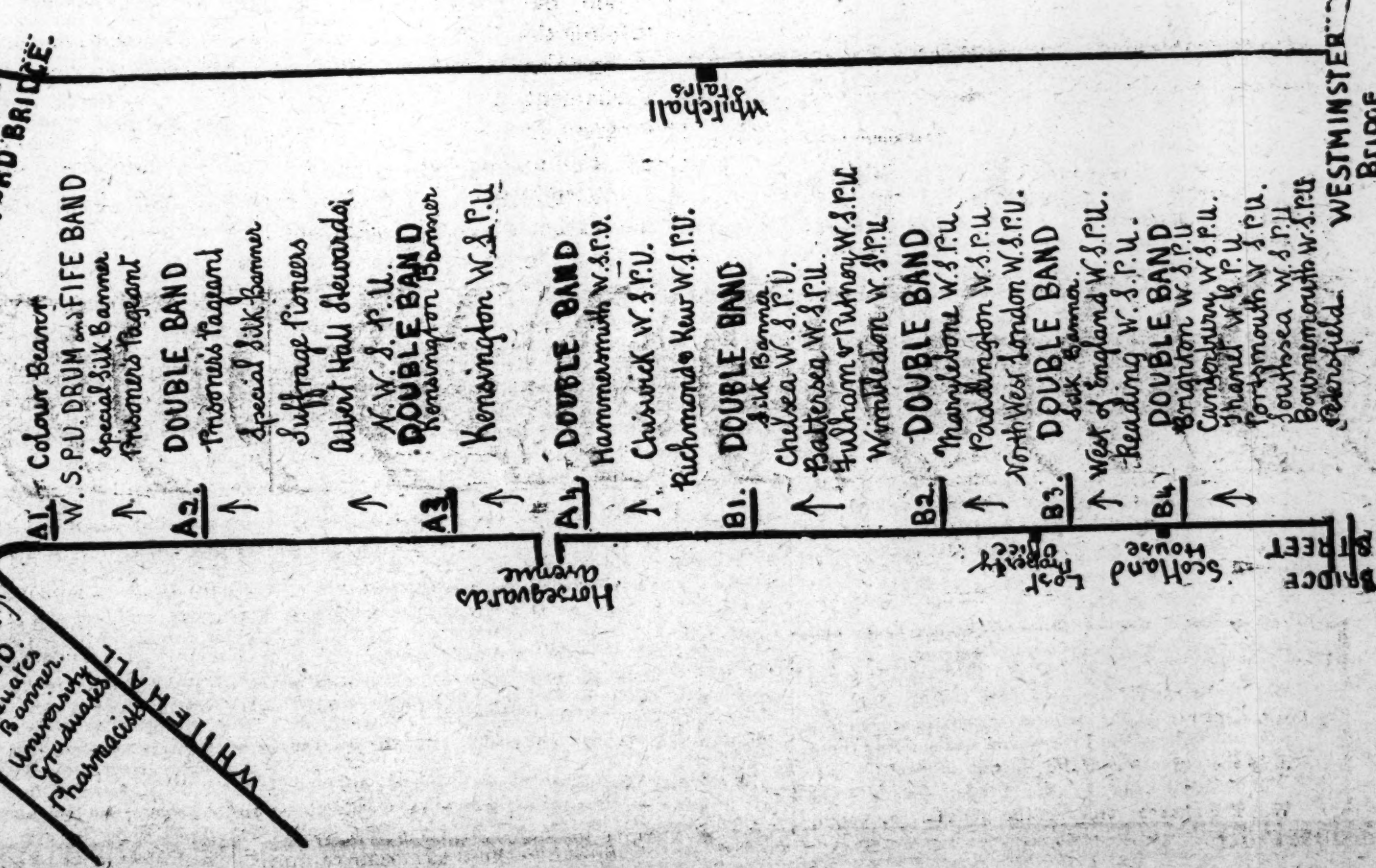 BRIDGE.
A1. Colour Bearer
W.S.P.U. DRUM and FIFE BAND
Special Silk Banner
Prisoners Pageant
A2. DOUBLE BAND
Prisoners Pageant
Special Silk Banner
Suffrage Pioneers
Albert Hall Stewards
N.W.S.P.U.
A3 DOUBLE BAND
Kensington Banner
Kensington W.S.P.U
A4 DOUBLE BAND
Hammersmith W.S.P.U.
Chiswick W.S.P.U.
Richmond & Kew W.S.P.U.
B1. DOUBLE BAND
Silk Banner
Chelsea W.S.P.U.
Battersea W.S.P.U.
Fulham & Putney W.S.P.U.
Wimbledon W.S.P.U
B2. DOUBLE BAND
Marylebone W.S.P.U.
Paddington W.S.P.U
North West London W.S.P.U.
B3. DOUBLE BAND
Silk Banner
West of England W.S.P.U.
Reading W.S.P.U.
B4 DOUBLE BAND
Brighton W.S.P.U
Canterbury W.S.P.U.
Thanet W.S.P.U
Portsmouth W.S.P.U.
Southsea W.S.P.U
Bournemouth W.S.P.U
Petersfield.
Whitehall
Stairs
WESTMINSTER
BRIDGE
Horseguards
avenue
Lost
Property
Office
Scotland
House
BRIDGE
STREET
WHITEHALL
Banner.
University
Graduates
Pharmacists